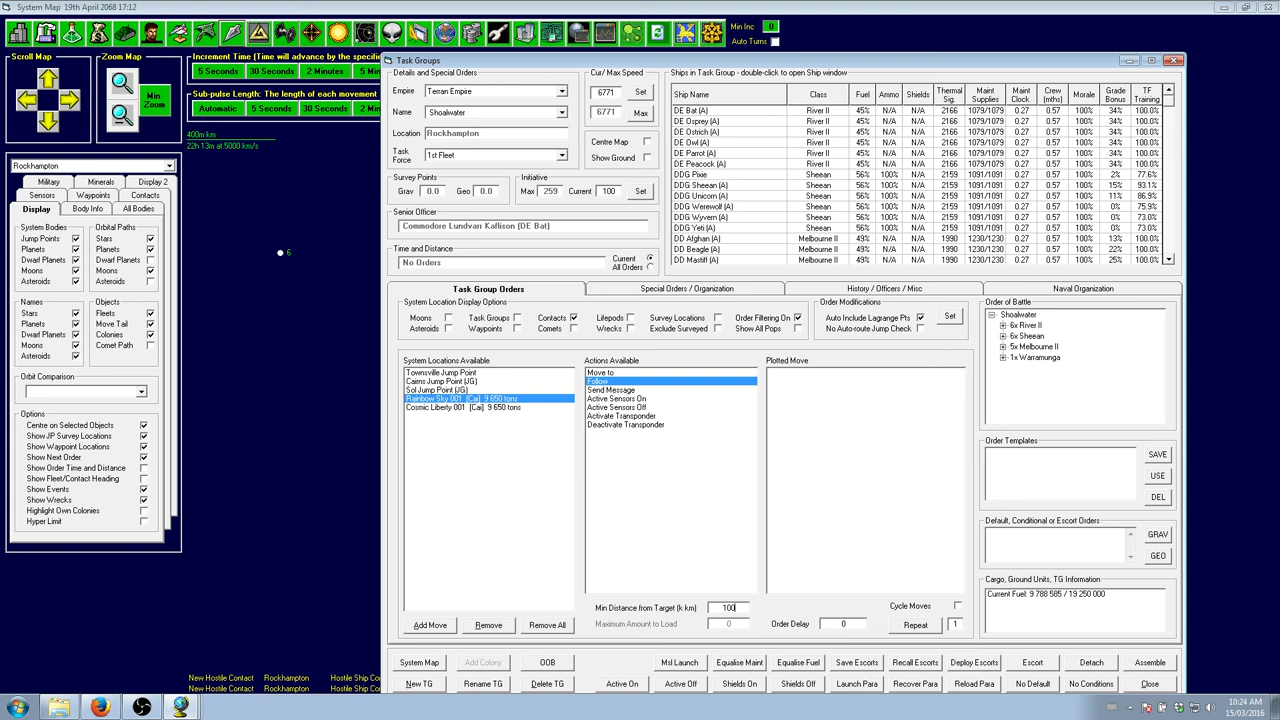 System Map 19th April 2068 17:12
Min Inc 0
Auto Turns
Scroll Map
Zoom Map
Min Zoom
Increment Time (Time will advance by the specifie
5 Seconds 30 Seconds 2 Minutes 5 M
Sub-pulse Length: The length of each movement
Automatic 5 Seconds 30 Seconds 2 Min
400m km
22h 13m at 5000 km/s
6
Rockhampton
Military Minerals Display 2
Sensors Waypoints Contacts
Display Body Info All Bodies
System Bodies
Jump Points
Planets
Dwarf Planets
Moons
Asteroids
Orbital Paths
Stars
Planets
Dwarf Planets
Moons
Asteroids
Names
Stars
Planets
Dwarf Planets
Moons
Asteroids
Objects
Fleets
Move Tail
Colonies
Comet Path
Orbit Comparison
Options
Centre on Selected Objects
Show JP Survey Locations
Show Waypoint Locations
Show Next Order
Show Order Time and Distance
Show Fleet/Contact Heading
Show Events
Show Wrecks
Highlight Own Colonies
Hyper Limit
New Hostile Contact Rockhampton Hostile Ship Cor
New Hostile Contact Rockhampton Hostile Ship Cor
Task Groups
Details and Special Orders
Empire Terran Empire
Name Shoalwater
Location Rockhampton
Task Force 1st Fleet
Cur/ Max Speed
6771 Set
6771 Max
Centre Map
Show Ground
Survey Points
Grav 0.0 Geo 0.0
Initiative
Max 259 Current 100 Set
Senior Officer
Commodore Lundvarr Kallison (DE Bat)
Time and Distance
No Orders
Current
All Orders
Ships in Task Group - double-click to open Ship window
Ship Name Class Fuel Ammo Shields Thermal Sig. Maint Supplies Maint Clock Crew (mths) Morale Grade Bonus TF Training
DE Bat (A) River II 45% N/A N/A 2166 1079/1079 0.27 0.57 100% 34% 100.0%
DE Osprey (A) River II 45% N/A N/A 2166 1079/1079 0.27 0.57 100% 34% 100.0%
DE Ostrich (A) River II 45% N/A N/A 2166 1079/1079 0.27 0.57 100% 34% 100.0%
DE Owl (A) River II 45% N/A N/A 2166 1079/1079 0.27 0.57 100% 34% 100.0%
DE Parrot (A) River II 45% N/A N/A 2166 1079/1079 0.27 0.57 100% 34% 100.0%
DE Peacock (A) River II 45% N/A N/A 2166 1079/1079 0.27 0.57 100% 34% 100.0%
DDG Pixie Sheean 56% 100% N/A 2159 1091/1091 0.27 0.57 100% 2% 77.6%
DDG Sheean (A) Sheean 56% 100% N/A 2159 1091/1091 0.27 0.57 100% 15% 93.1%
DDG Unicorn (A) Sheean 56% 100% N/A 2159 1091/1091 0.27 0.57 100% 11% 86.9%
DDG Werewolf (A) Sheean 56% 100% N/A 2159 1091/1091 0.27 0.57 100% 0% 75.9%
DDG Wyvern (A) Sheean 56% 100% N/A 2159 1091/1091 0.27 0.57 100% 0% 73.0%
DDG Yeti (A) Sheean 56% 100% N/A 2159 1091/1091 0.27 0.57 100% 0% 73.0%
DD Afghan (A) Melbourne II 49% N/A N/A 1990 1230/1230 0.27 0.57 100% 13% 100.0%
DD Beagle (A) Melbourne II 49% N/A N/A 1990 1230/1230 0.27 0.57 100% 22% 100.0%
DD Mastiff (A) Melbourne II 49% N/A N/A 1990 1230/1230 0.27 0.57 100% 25% 100.0%
Task Group Orders Special Orders / Organization History / Officers / Misc Naval Organization
System Location Display Options
Moons Task Groups Contacts Lifepods Survey Locations Order Filtering On
Asteroids Waypoints Comets Wrecks Exclude Surveyed Show All Pops
Order Modifications
Auto Include Lagrange Pts
No Auto-route Jump Check
Set
Order of Battle
Shoalwater
6x River II
6x Sheean
5x Melbourne II
1x Warramunga
System Locations Available
Townsville Jump Point
Cairns Jump Point (JG)
Sol Jump Point (JG)
Rainbow Sky 001 [Cai] 9 650 tons
Cosmic Liberty 001 [Cai] 9 650 tons
Actions Available
Move to
Follow
Send Message
Active Sensors On
Active Sensors Off
Activate Transponder
Deactivate Transponder
Plotted Move
Order Templates
SAVE
USE
DEL
Default, Conditional or Escort Orders
GRAV
GEO
Cargo, Ground Units, TG Information
Current Fuel: 9 788 585 / 19 250 000
Min Distance from Target (k km) 100
Cycle Moves
Add Move Remove Remove All
Maximum Amount to Load 0
Order Delay 0
Repeat 1
System Map Add Colony OOB Msl Launch Equalise Maint Equalise Fuel Save Escorts Recall Escorts Deploy Escorts Escort Detach Assemble
New TG Rename TG Delete TG Active On Active Off Shields On Shields Off Launch Para Recover Para Reload Para No Default No Conditions Close
10:24 AM
15/03/2016